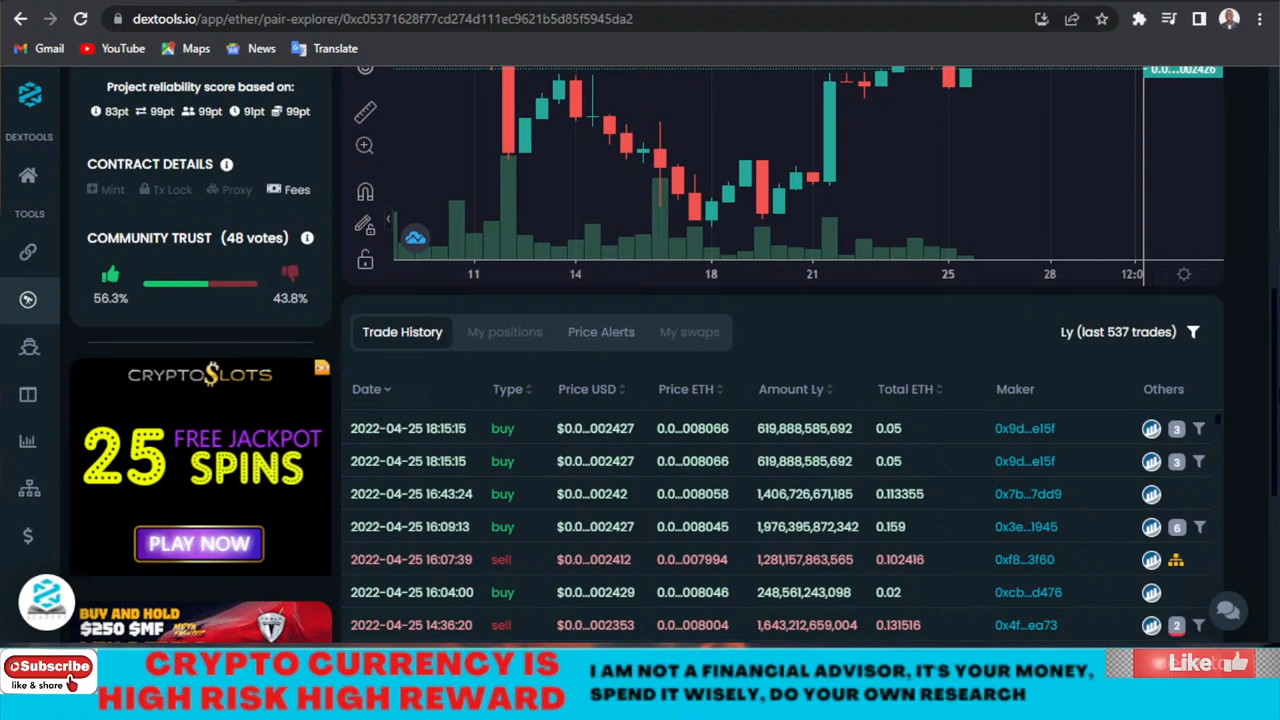 dextools.io/app/ether/pair-explorer/0xc05371628f77cd274d111ec9621b5d85f5945da2
Gmail YouTube Maps News Translate
Project reliability score based on:
83pt 99pt 99pt 91pt 99pt
DEXTOOLS
CONTRACT DETAILS
Mint Tx Lock Proxy Fees
TOOLS
COMMUNITY TRUST (48 votes)
56.3% 43.8%
0.0...002426
11 14 18 21 25 28 12:0
Trade History My positions Price Alerts My swaps
Ly (last 537 trades)
Date Type Price USD Price ETH Amount Ly Total ETH Maker Others
2022-04-25 18:15:15 buy $0.0...002427 0.0...008066 619,888,585,692 0.05 0x9d...e15f 3
2022-04-25 18:15:15 buy $0.0...002427 0.0...008066 619,888,585,692 0.05 0x9d...e15f 3
2022-04-25 16:43:24 buy $0.0...00242 0.0...008058 1,406,726,671,185 0.113355 0x7b...7dd9
2022-04-25 16:09:13 buy $0.0...002427 0.0...008045 1,976,395,872,342 0.159 0x3e...1945 6
2022-04-25 16:07:39 sell $0.0...002412 0.0...007994 1,281,157,863,565 0.102416 0xf8...3f60
2022-04-25 16:04:00 buy $0.0...002429 0.0...008046 248,561,243,098 0.02 0xcb...d476
2022-04-25 14:36:20 sell $0.0...002353 0.0...008004 1,643,212,659,004 0.131516 0x4f...ea73 2
CRYPTO$LOTS
25 FREE JACKPOT
SPINS
PLAY NOW
ACADEMY
BUY AND HOLD
$250 $MF
TESLA
Subscribe
like & share
CRYPTO CURRENCY IS
HIGH RISK HIGH REWARD
I AM NOT A FINANCIAL ADVISOR, IT'S YOUR MONEY,
SPEND IT WISELY, DO YOUR OWN RESEARCH
Like